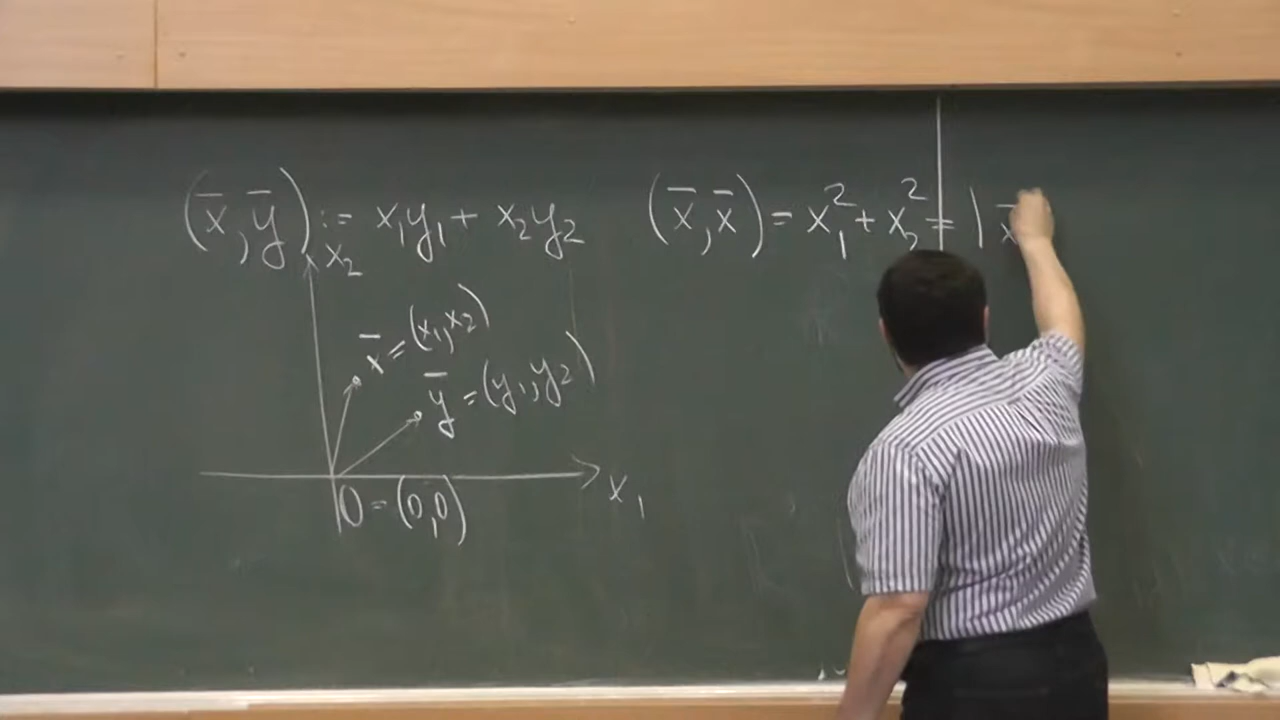 (x̄,ȳ) := x₁y₁ + x₂y₂
(x̄,x̄) = x₁² + x₂² = |x̄
x₂
x̄ = (x₁,x₂)
ȳ = (y₁,y₂)
0 = (0,0)
x₁